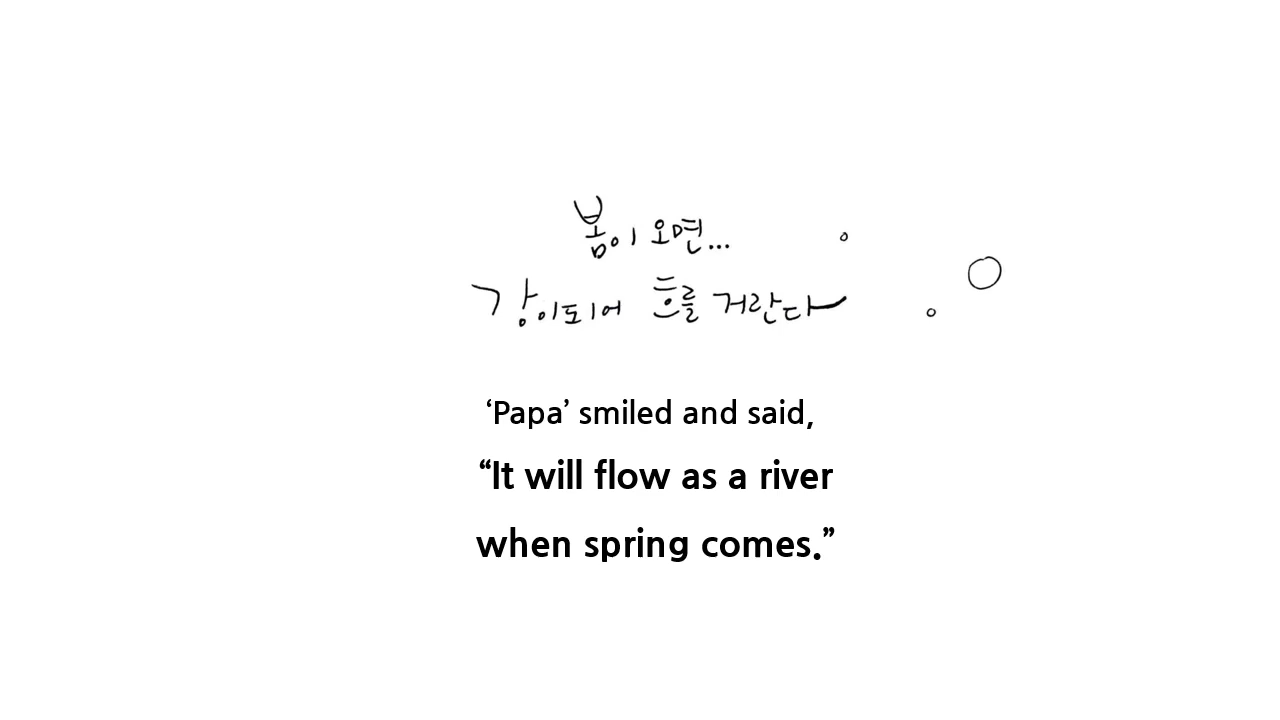 봄이 오면...
강이되어 흐를 거란다
‘Papa’ smiled and said,
“It will flow as a river
when spring comes.”